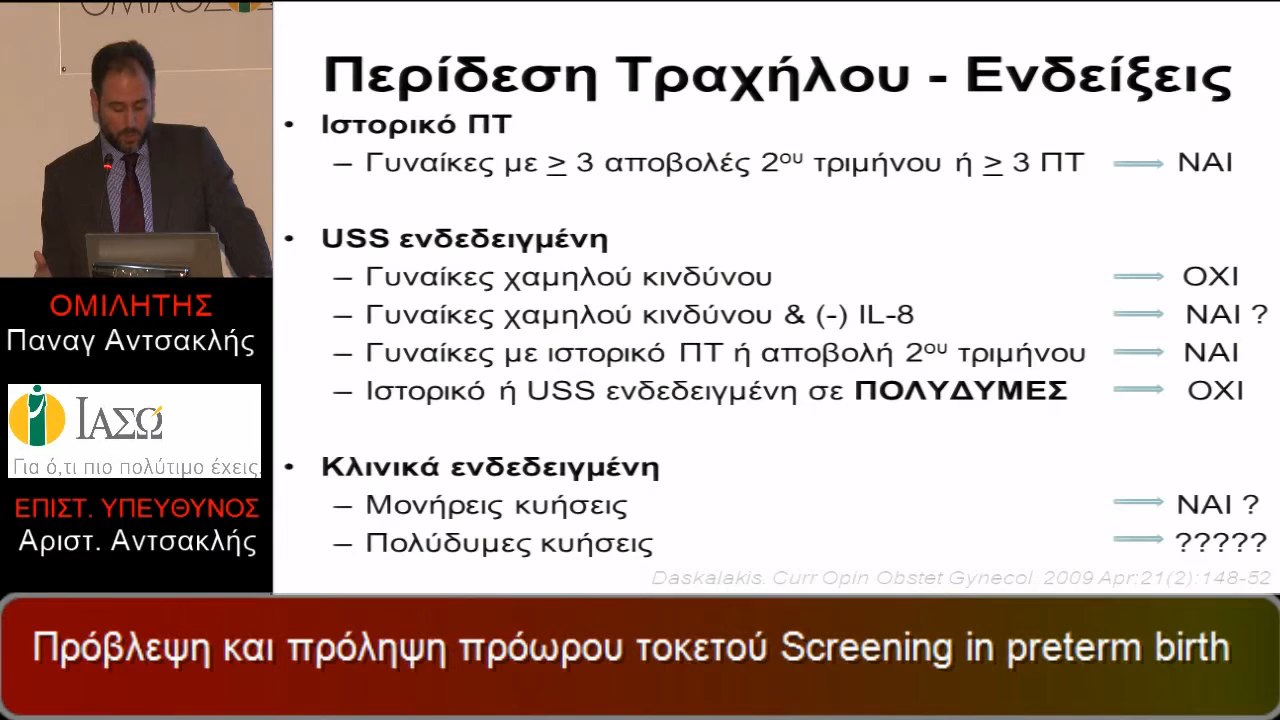 ΟΜΙΛΟΣ
Περίδεση Τραχήλου - Ενδείξεις
• Ιστορικό ΠΤ
– Γυναίκες με ≥ 3 αποβολές 2ου τριμήνου ή ≥ 3 ΠΤ ΝΑΙ
• USS ενδεδειγμένη
– Γυναίκες χαμηλού κινδύνου ΟΧΙ
– Γυναίκες χαμηλού κινδύνου & (-) IL-8 ΝΑΙ ?
– Γυναίκες με ιστορικό ΠΤ ή αποβολή 2ου τριμήνου ΝΑΙ
– Ιστορικό ή USS ενδεδειγμένη σε ΠΟΛΥΔΥΜΕΣ ΟΧΙ
• Κλινικά ενδεδειγμένη
– Μονήρεις κυήσεις ΝΑΙ ?
– Πολύδυμες κυήσεις ?????
Daskalakis. Curr Opin Obstet Gynecol. 2009 Apr;21(2):148-52
ΟΜΙΛΗΤΗΣ
Παναγ Αντσακλής
ΙΑΣΩ
Για ό,τι πιο πολύτιμο έχεις.
ΕΠΙΣΤ. ΥΠΕΥΘΥΝΟΣ
Αριστ. Αντσακλής
Πρόβλεψη και πρόληψη πρόωρου τοκετού Screening in preterm birth